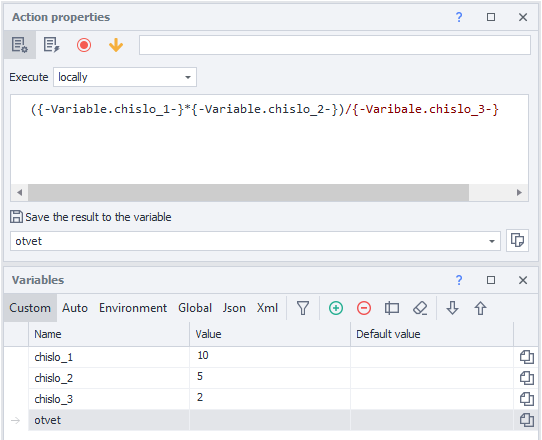 Action properties
?
Execute locally
({-Variable.chislo_1-}*{-Variable.chislo_2-})/{-Varibale.chislo_3-}
Save the result to the variable
otvet
Variables
?
Custom Auto Environment Global Json Xml
Name Value Default value
chislo_1 10
chislo_2 5
chislo_3 2
otvet